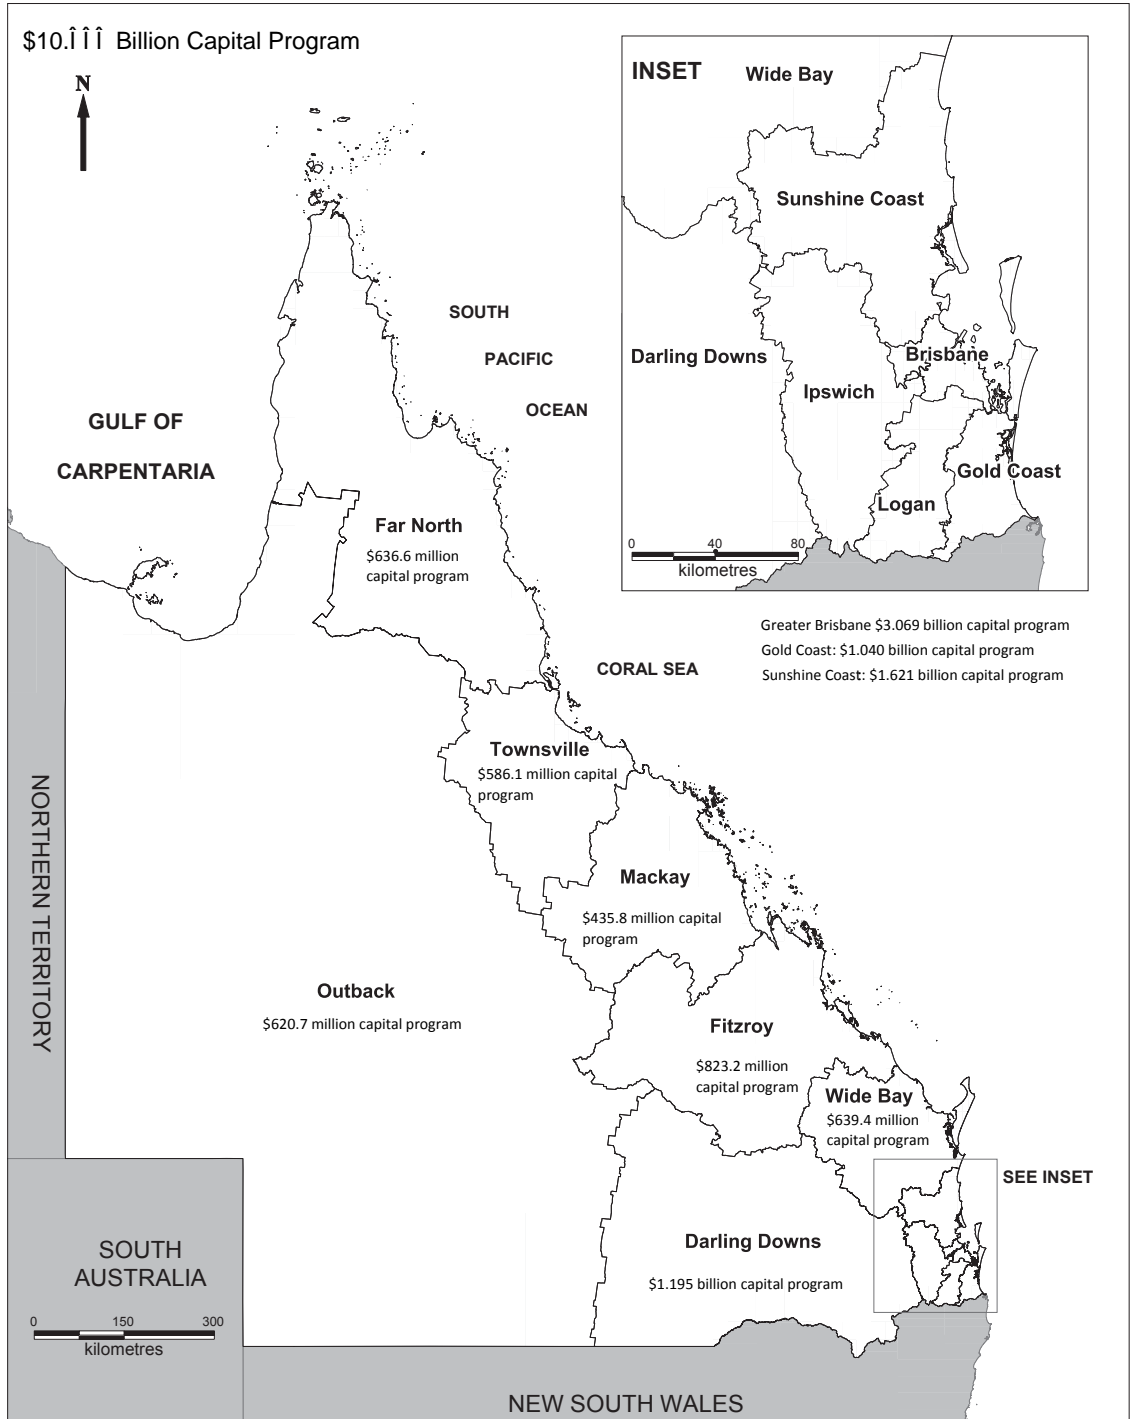 $10.ÎÎÎ Billion Capital Program
N
INSET
Wide Bay
Sunshine Coast
Darling Downs
Brisbane
Ipswich
Gold Coast
Logan
0 40 80
kilometres
SOUTH
PACIFIC
OCEAN
GULF OF
CARPENTARIA
Far North
$636.6 million
capital program
Greater Brisbane $3.069 billion capital program
Gold Coast: $1.040 billion capital program
Sunshine Coast: $1.621 billion capital program
CORAL SEA
Townsville
$586.1 million capital
program
NORTHERN TERRITORY
Mackay
$435.8 million capital
program
Outback
$620.7 million capital program
Fitzroy
$823.2 million
capital program
Wide Bay
$639.4 million
capital program
SEE INSET
Darling Downs
$1.195 billion capital program
SOUTH
AUSTRALIA
0 150 300
kilometres
NEW SOUTH WALES